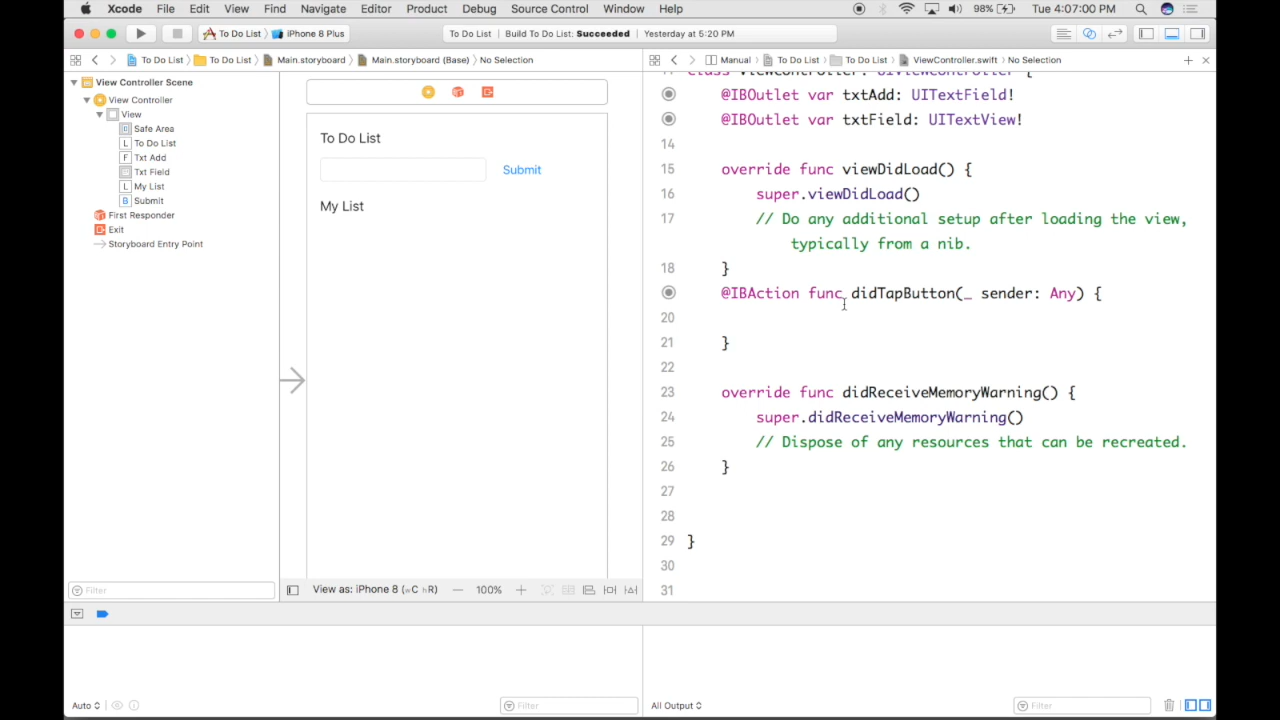 Xcode File Edit View Find Navigate Editor Product Debug Source Control Window Help 98% Tue 4:07:00 PM
To Do List iPhone 8 Plus To Do List Build To Do List: Succeeded Yesterday at 5:20 PM
To Do List To Do List Main.storyboard Main.storyboard (Base) No Selection Manual To Do List To Do List ViewController.swift No Selection
View Controller Scene
View Controller
View
Safe Area
L To Do List
F Txt Add
Txt Field
L My List
B Submit
First Responder
Exit
Storyboard Entry Point
Filter
To Do List
Submit
My List
View as: iPhone 8 (wC hR) 100%
class ViewController: UIViewController {
@IBOutlet var txtAdd: UITextField!
@IBOutlet var txtField: UITextView!
14
15 override func viewDidLoad() {
16 super.viewDidLoad()
17 // Do any additional setup after loading the view,
typically from a nib.
18 }
@IBAction func didTapButton(_ sender: Any) {
20
21 }
22
23 override func didReceiveMemoryWarning() {
24 super.didReceiveMemoryWarning()
25 // Dispose of any resources that can be recreated.
26 }
27
28
29 }
30
31
Auto Filter All Output Filter